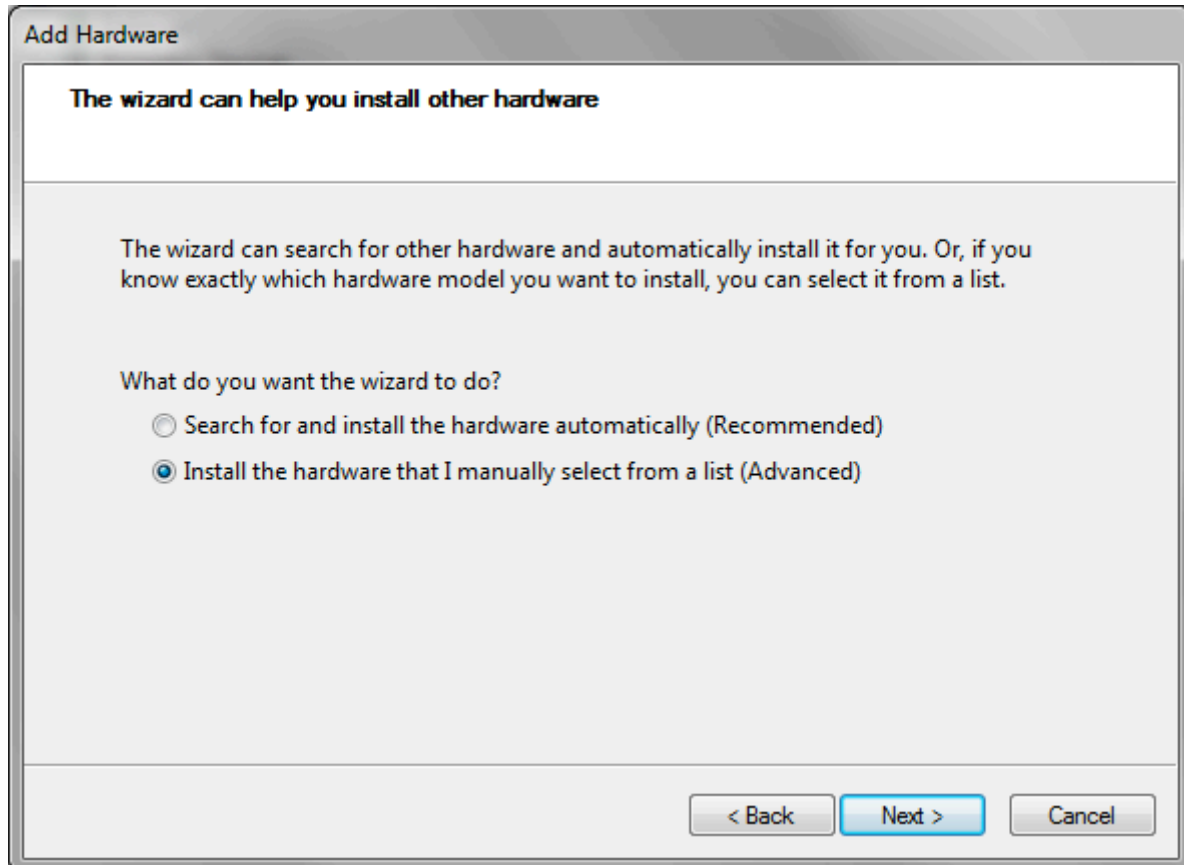 Add Hardware
The wizard can help you install other hardware
The wizard can search for other hardware and automatically install it for you. Or, if you
know exactly which hardware model you want to install, you can select it from a list.
What do you want the wizard to do?
Search for and install the hardware automatically (Recommended)
Install the hardware that I manually select from a list (Advanced)
< Back Next > Cancel